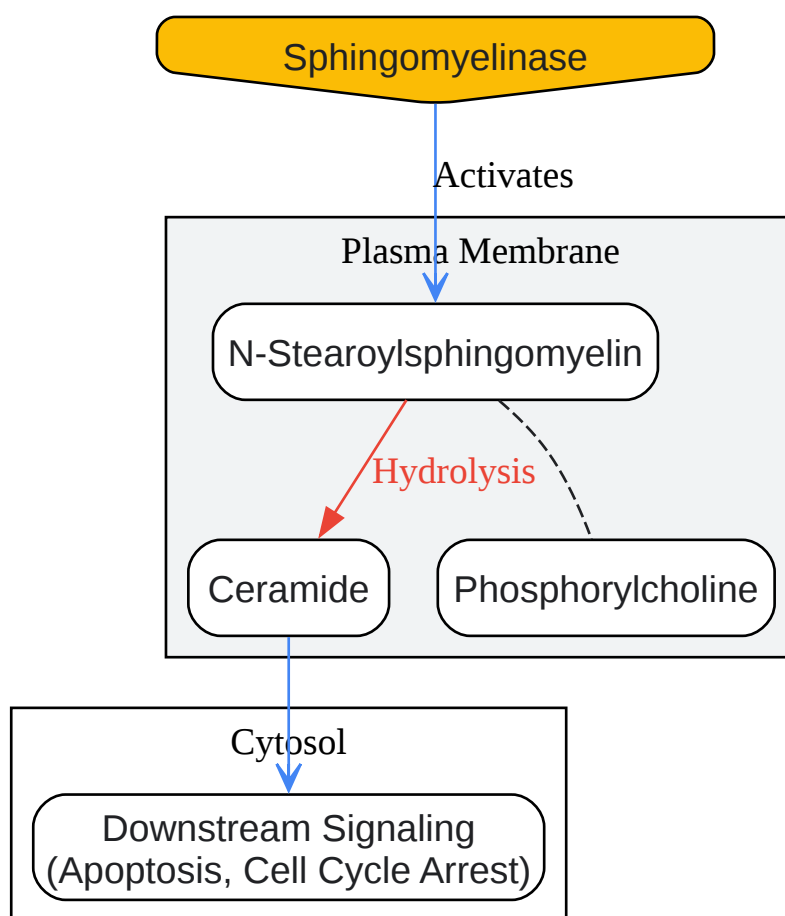 Sphingomyelinase
Activates
Plasma Membrane
N-Stearoylsphingomyelin
Hydrolysis
Ceramide
Phosphorylcholine
Cytosol
Downstream Signaling
(Apoptosis, Cell Cycle Arrest)